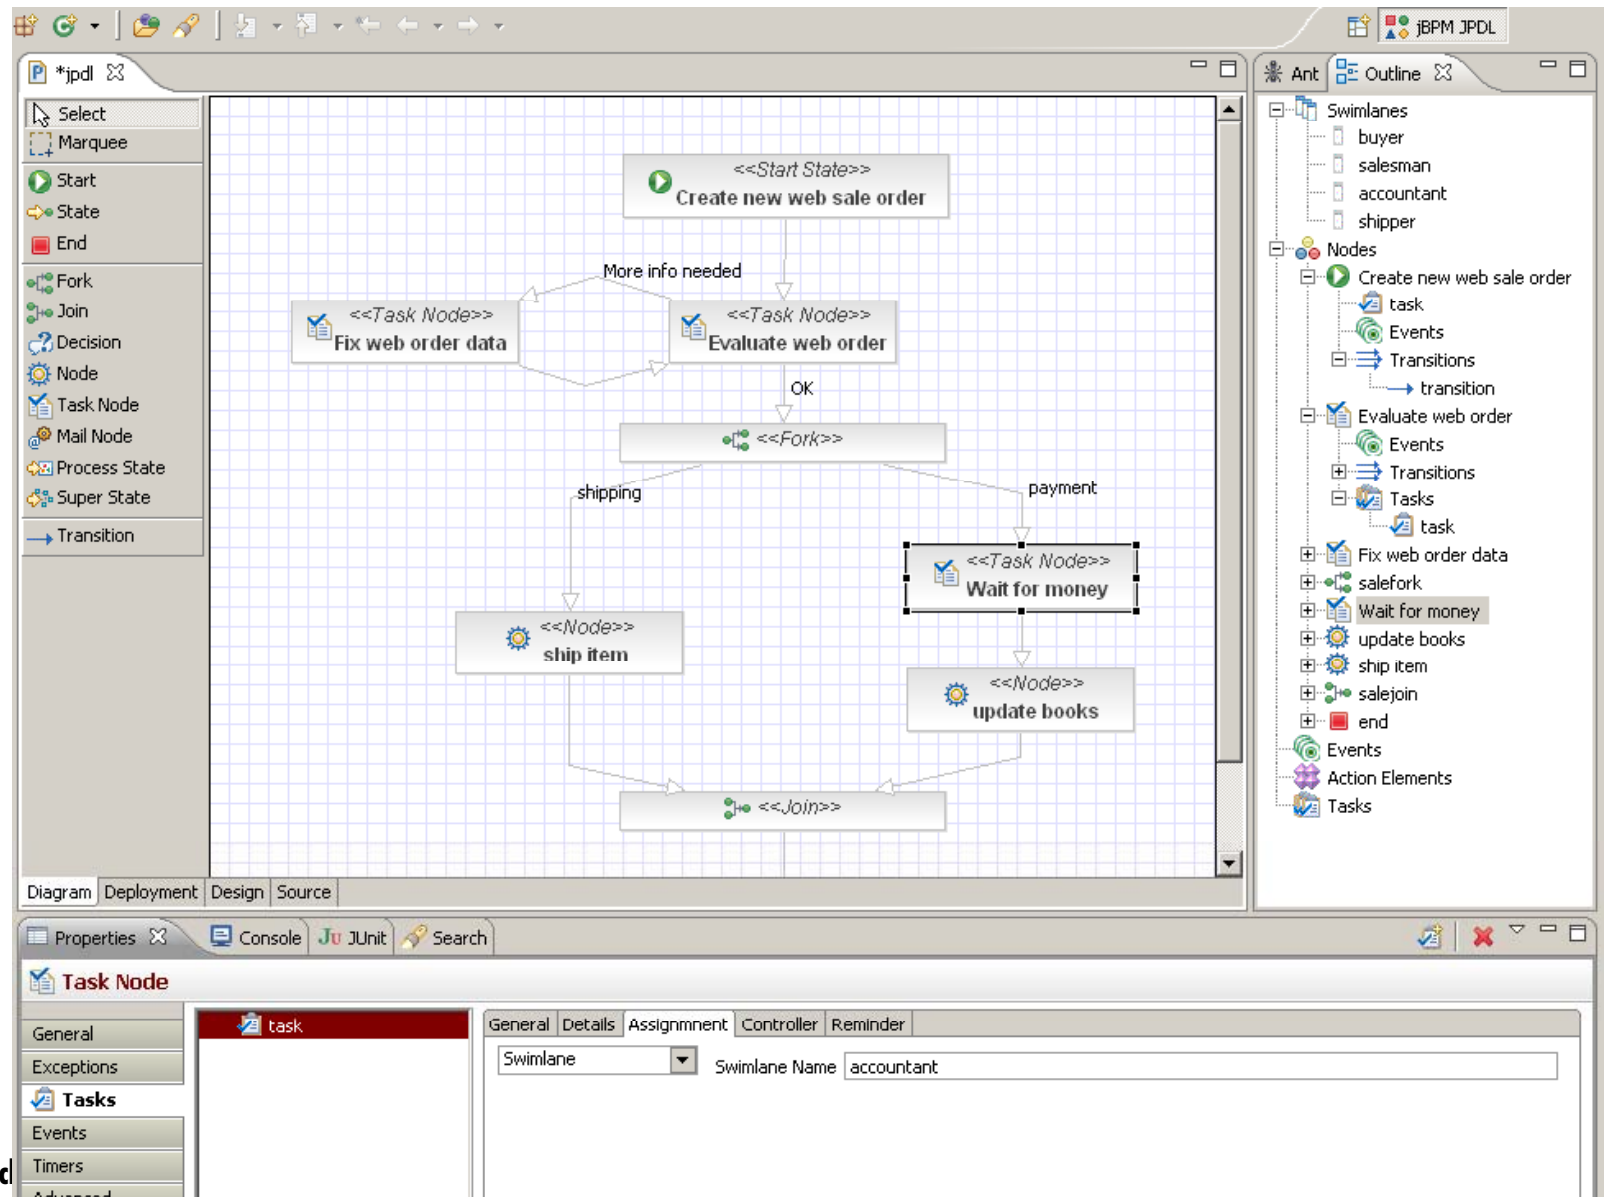 jBPM JPDL
*jpdl
Ant
Outline
Select
Marquee
Start
State
End
Fork
Join
Decision
Node
Task Node
Mail Node
Process State
Super State
Transition
<<Start State>>
Create new web sale order
More info needed
<<Task Node>>
Fix web order data
<<Task Node>>
Evaluate web order
OK
<<Fork>>
shipping
payment
<<Task Node>>
Wait for money
<<Node>>
ship item
<<Node>>
update books
<<Join>>
Swimlanes
buyer
salesman
accountant
shipper
Nodes
Create new web sale order
task
Events
Transitions
transition
Evaluate web order
Events
Transitions
Tasks
task
Fix web order data
salefork
Wait for money
update books
ship item
salejoin
end
Events
Action Elements
Tasks
Diagram Deployment Design Source
Properties Console JUnit Search
Task Node
General
Exceptions
Tasks
Events
Timers
Advanced
task
General Details Assignmnent Controller Reminder
Swimlane Swimlane Name accountant